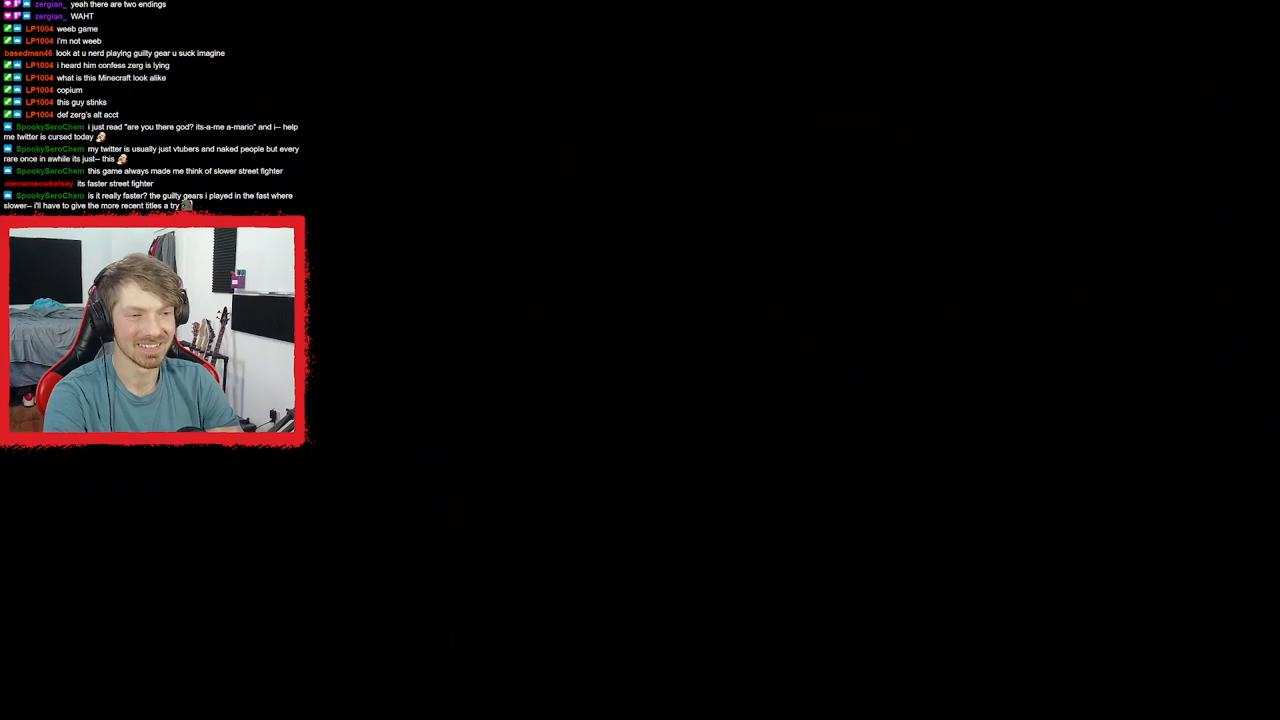 zergian_ yeah there are two endings
zergian_ WAHT
LP1004 weeb game
LP1004 i'm not weeb
basedman46 look at u nerd playing guilty gear u suck imagine
LP1004 i heard him confess zerg is lying
LP1004 what is this Minecraft look alike
LP1004 copium
LP1004 this guy stinks
LP1004 def zerg's alt acct
SpookySeroChem i just read "are you there god? its-a-me a-mario" and i-- help
me twitter is cursed today
SpookySeroChem my twitter is usually just vtubers and naked people but every
rare once in awhile its just-- this
SpookySeroChem this game always made me think of slower street fighter
meowmeowkelsey its faster street fighter
SpookySeroChem is it really faster? the guilty gears i played in the fast where
slower-- i'll have to give the more recent titles a try